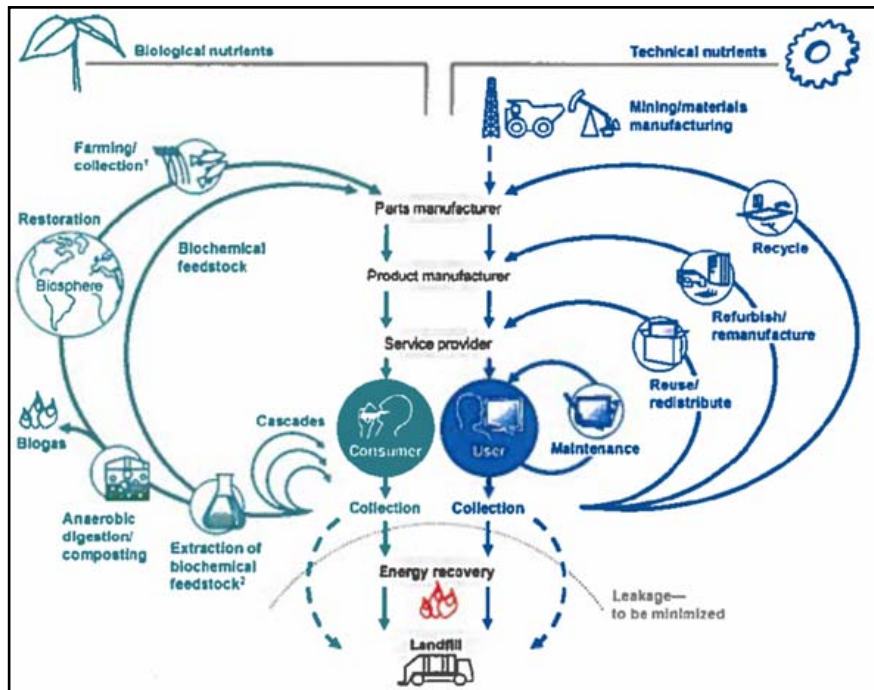 Biological nutrients
Technical nutrients
Mining/materials
manufacturing
Farming/
collection¹
Parts manufacturer
Recycle
Restoration
Biochemical
feedstock
Biosphere
Product manufacturer
Refurbish/
remanufacture
Service provider
Reuse/
redistribute
Cascades
Biogas
Consumer
User
Maintenance
Collection
Collection
Anaerobic
digestion/
composting
Extraction of
biochemical
feedstock²
Energy recovery
Leakage—
to be minimized
Landfill